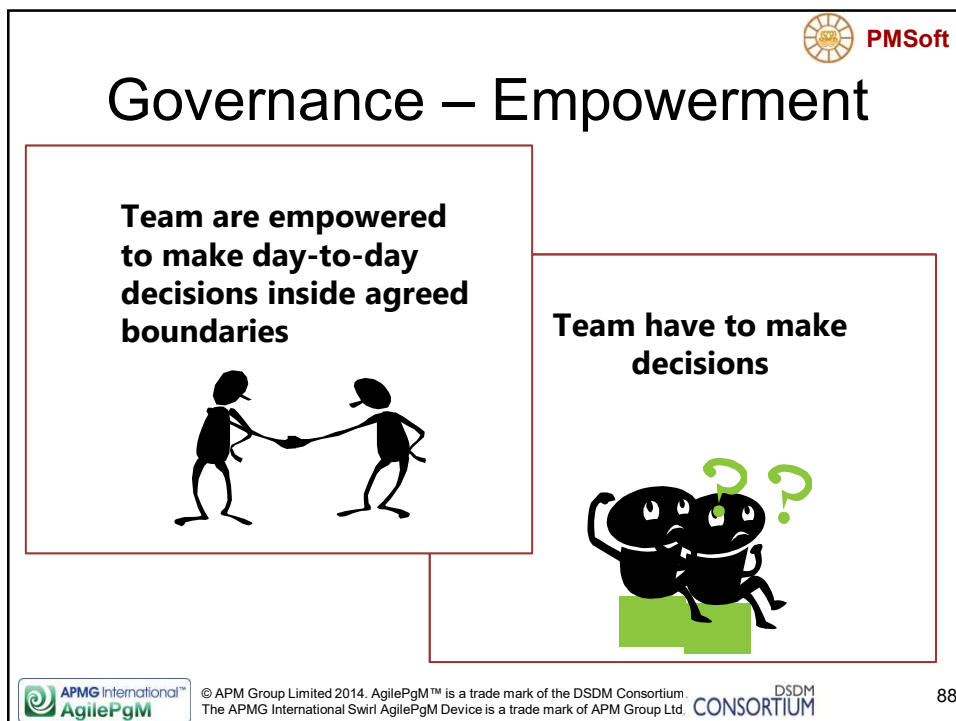 PMSoft
Governance – Empowerment
Team are empowered
to make day-to-day
decisions inside agreed
boundaries
Team have to make
decisions
? ?
APMG International™
AgilePgM
© APM Group Limited 2014. AgilePgM™ is a trade mark of the DSDM Consortium.
The APMG International Swirl AgilePgM Device is a trade mark of APM Group Ltd.
DSDM
CONSORTIUM
88